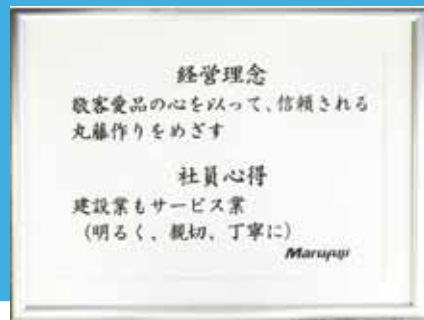 経営理念
敬客愛品の心を以って、信頼される
丸藤作りをめざす
社員心得
建設業もサービス業
(明るく、親切、丁寧に)
Marufuji